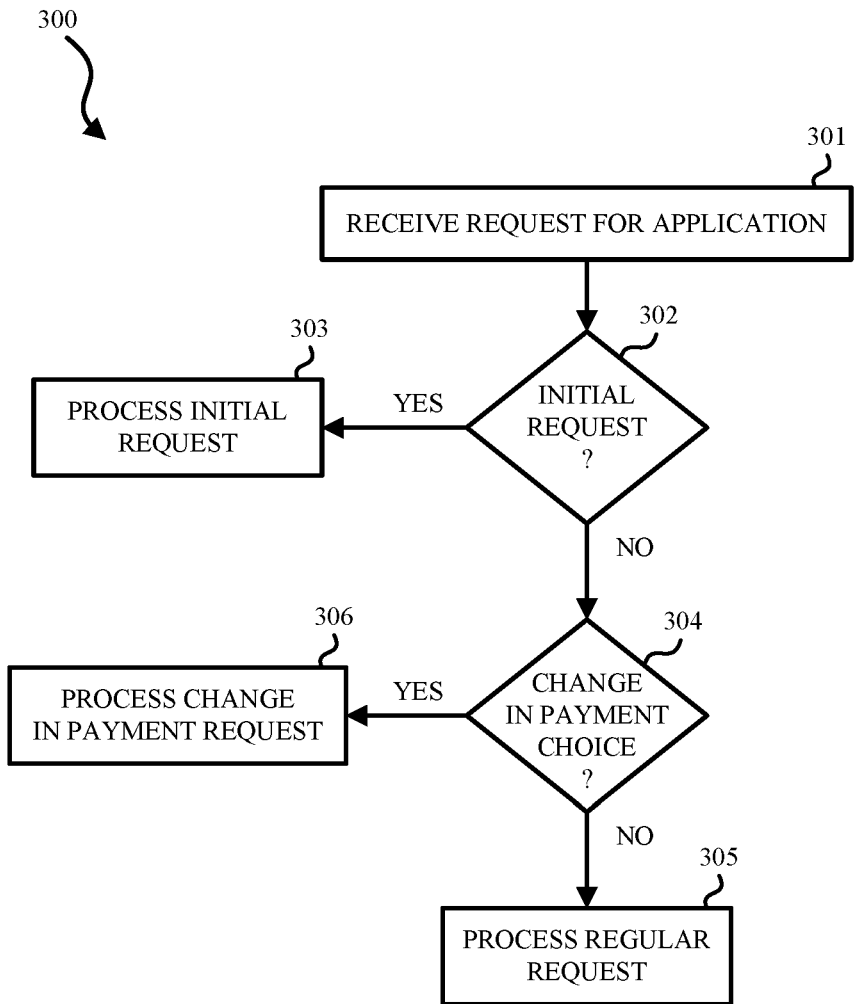 300
301
RECEIVE REQUEST FOR APPLICATION
302
303
INITIAL
REQUEST
?
YES
PROCESS INITIAL
REQUEST
NO
304
306
CHANGE
IN PAYMENT
CHOICE
?
YES
PROCESS CHANGE
IN PAYMENT REQUEST
NO
305
PROCESS REGULAR
REQUEST